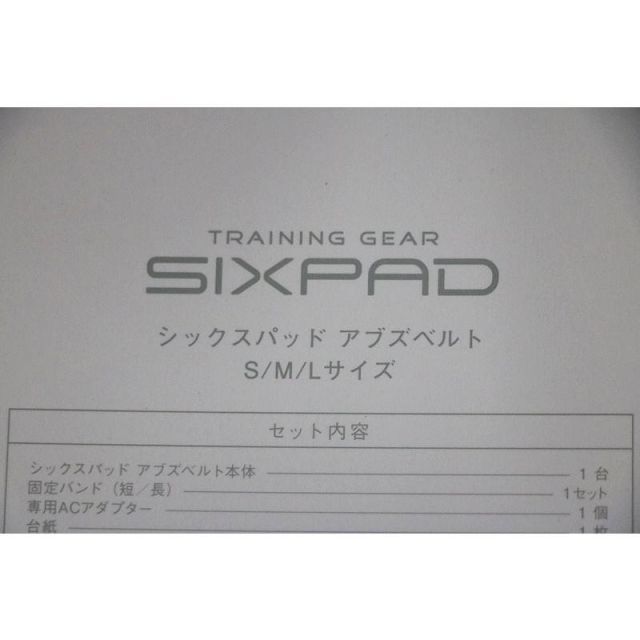 TRAINING GEAR
SIXPAD
シックスパッド アブズベルト
S/M/Lサイズ
セット内容
シックスパッド アブズベルト本体 1 台
固定バンド（短／長） 1セット
専用ACアダプター 1 個
台紙 1 枚